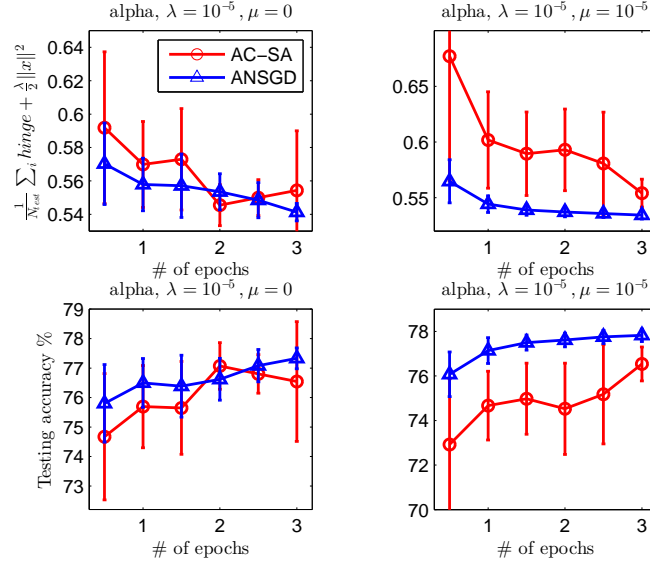 alpha, λ = 10⁻⁵, μ = 0
1/N_test ∑_i hinge + λ/2 ||x||²
0.64
0.62
0.6
0.58
0.56
0.54
AC−SA
ANSGD
1 2 3
# of epochs
alpha, λ = 10⁻⁵, μ = 10⁻⁵
0.65
0.6
0.55
1 2 3
# of epochs
alpha, λ = 10⁻⁵, μ = 0
Testing accuracy %
79
78
77
76
75
74
73
1 2 3
# of epochs
alpha, λ = 10⁻⁵, μ = 10⁻⁵
78
76
74
72
70
1 2 3
# of epochs